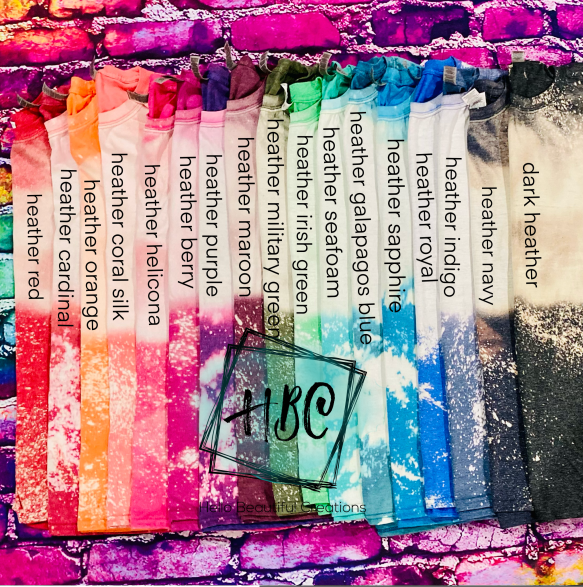 heather red
heather cardinal
heather orange
heather coral silk
heather helicona
heather berry
heather purple
heather maroon
heather military green
heather irish green
heather seafoam
heather galapagos blue
heather sapphire
heather royal
heather indigo
heather navy
dark heather
HBC
Hello Beautiful Creations